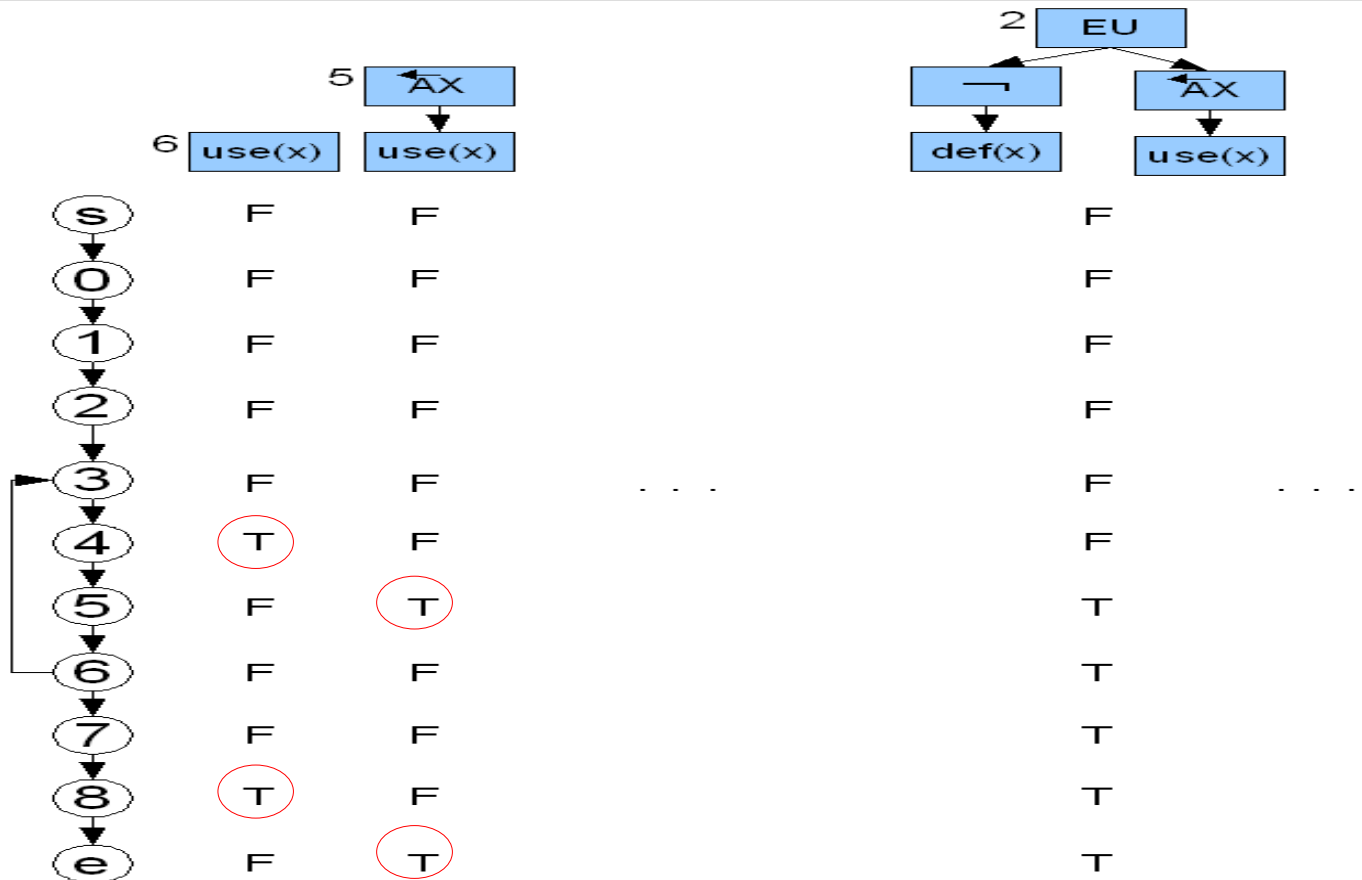 2 EU
5 AX ¬ AX
6 use(x) use(x) def(x) use(x)
s F F F
0 F F F
1 F F F
2 F F F
3 F F . . . F . . .
4 T F F
5 F T T
6 F F T
7 F F T
8 T F T
e F T T